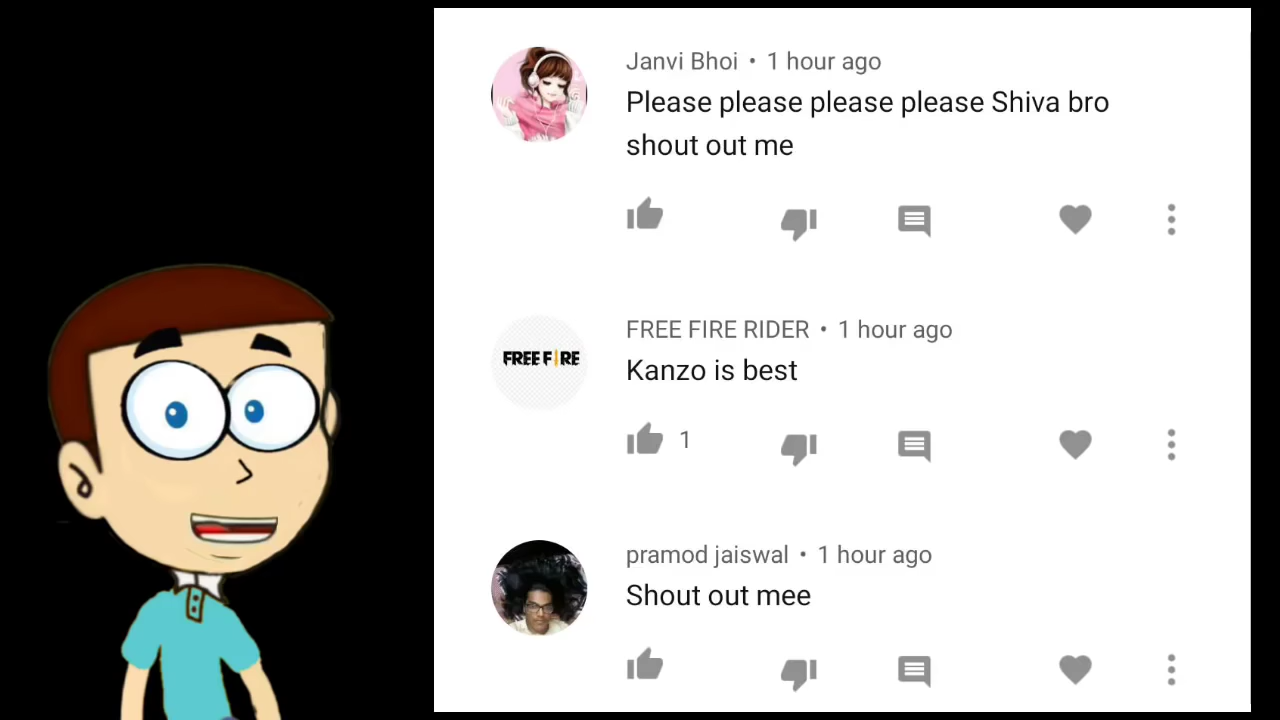 Janvi Bhoi • 1 hour ago
Please please please please Shiva bro
shout out me
FREE FIRE RIDER • 1 hour ago
FREE FIRE
Kanzo is best
1
pramod jaiswal • 1 hour ago
Shout out mee